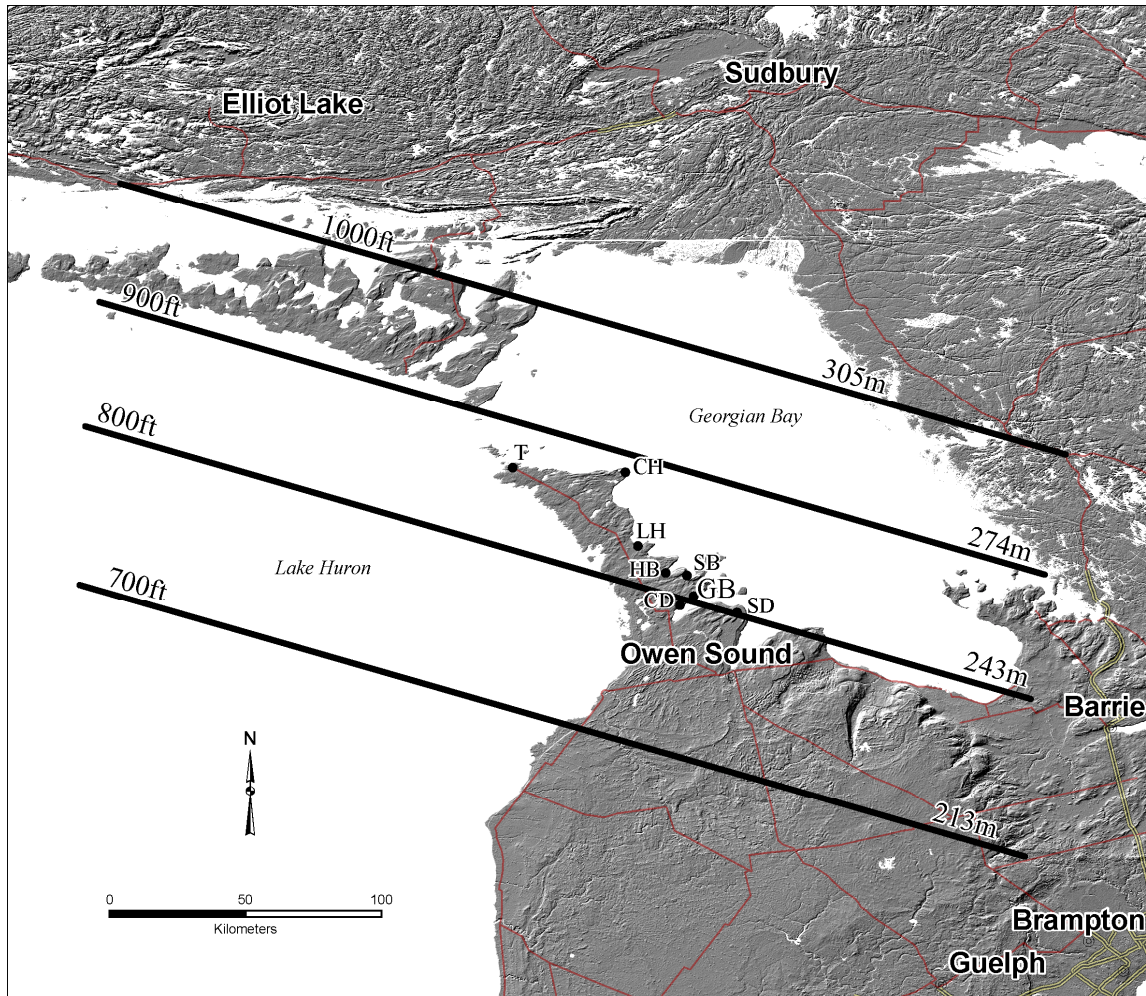 Sudbury
Elliot Lake
1000ft
900ft
305m
800ft
Georgian Bay
T
CH
LH
274m
Lake Huron
700ft
HB
SB
GB
CD
SD
Owen Sound
243m
Barrie
N
213m
0 50 100
Kilometers
Brampton
Guelph